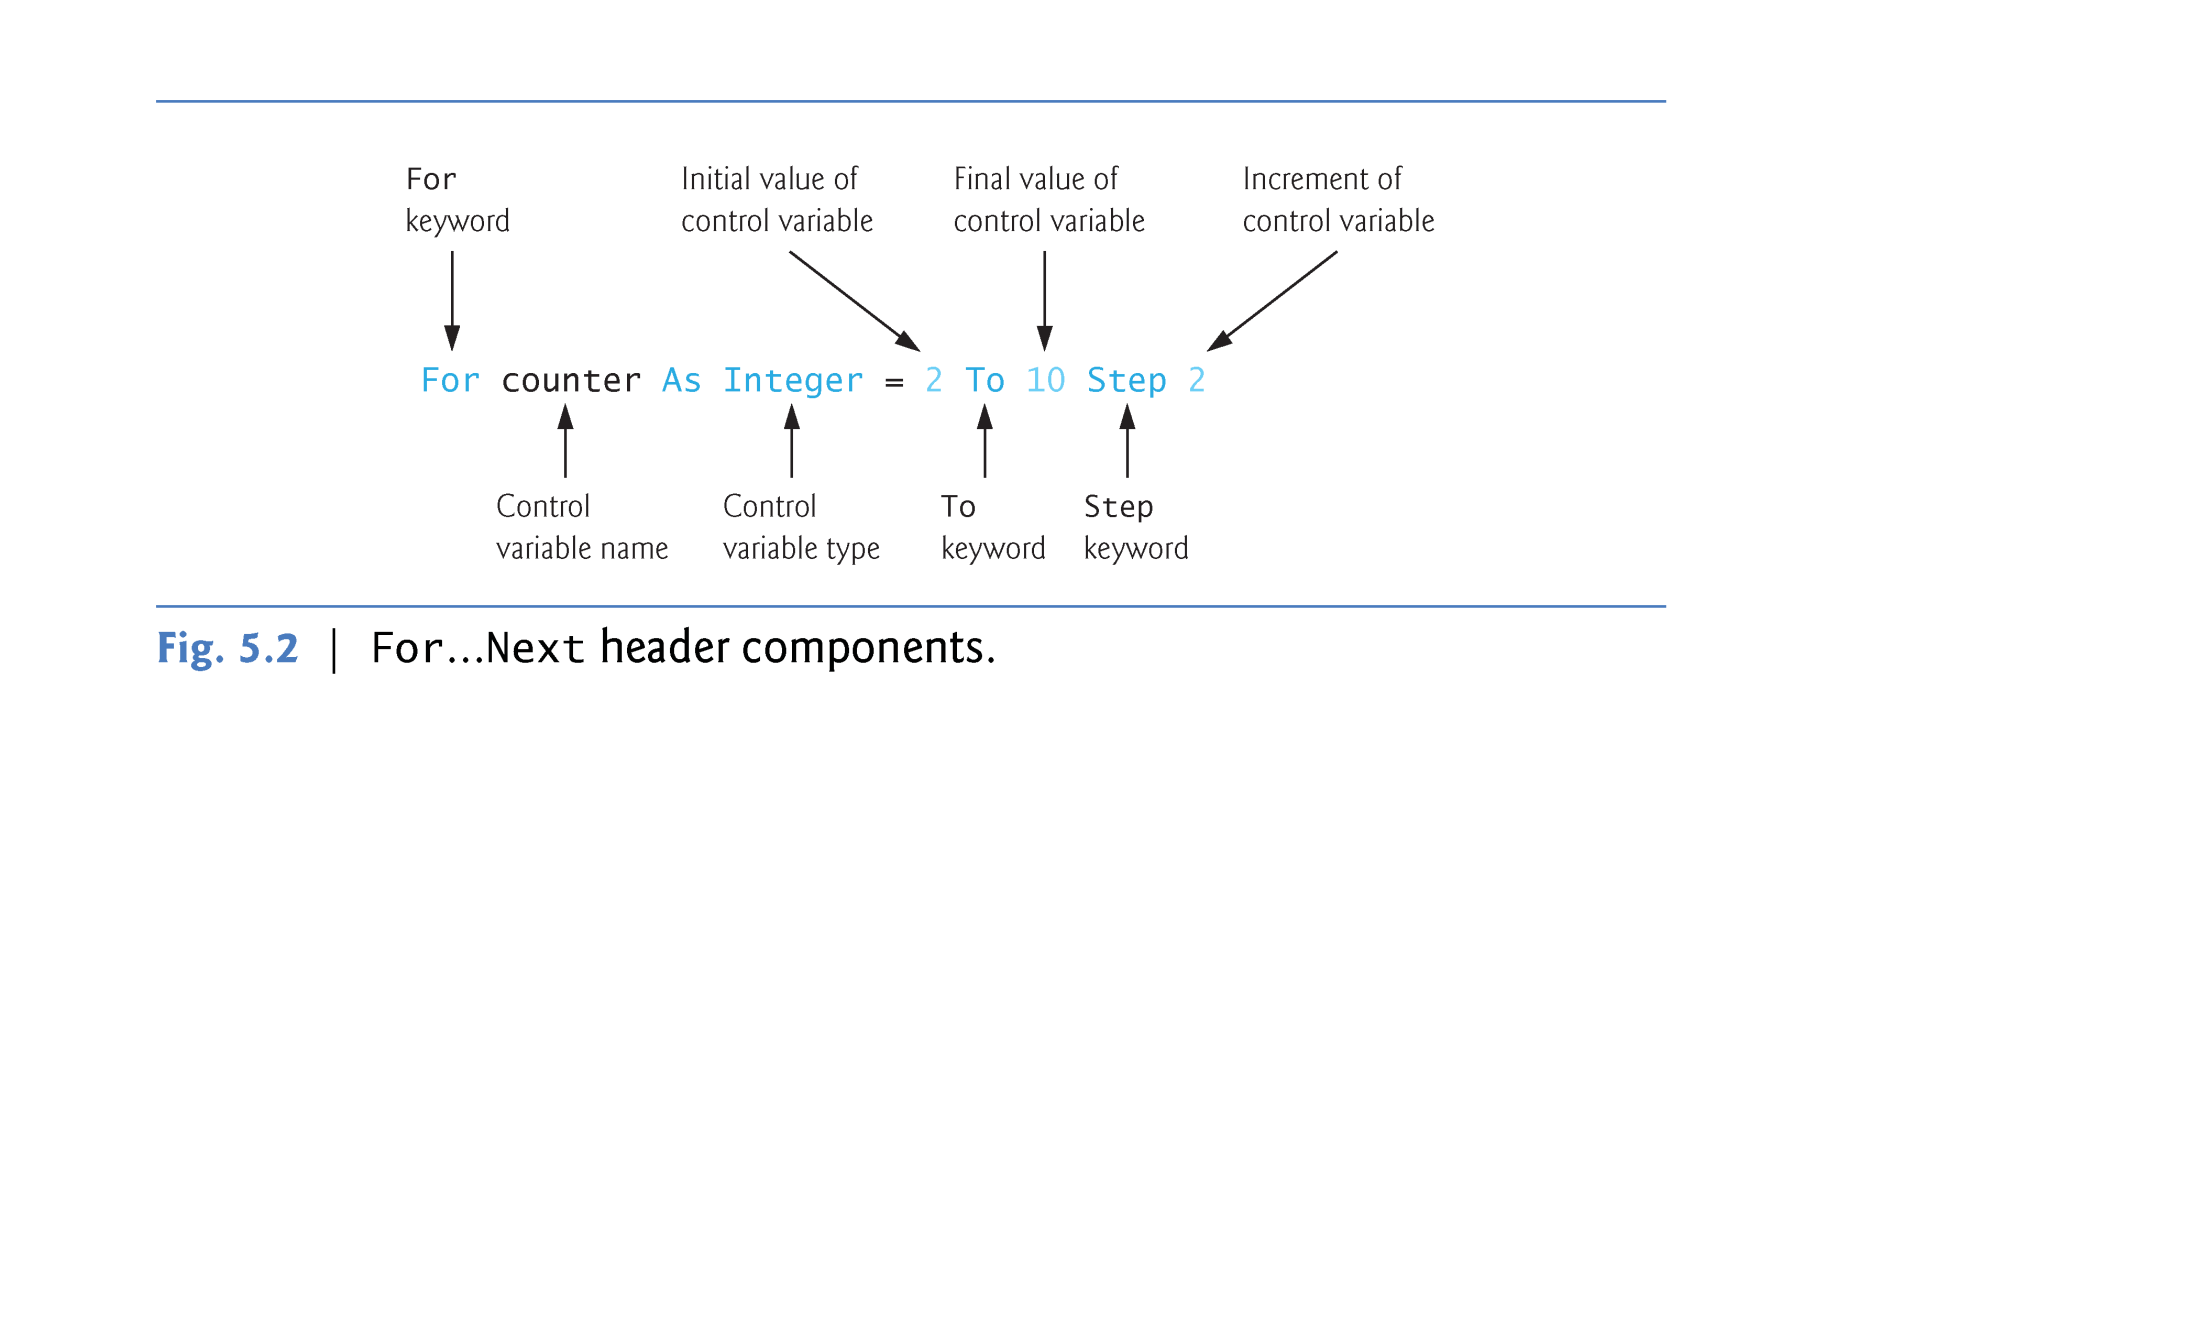 For
keyword
Initial value of
control variable
Final value of
control variable
Increment of
control variable
For counter As Integer = 2 To 10 Step 2
Control
variable name
Control
variable type
To
keyword
Step
keyword
Fig. 5.2 | For…Next header components.